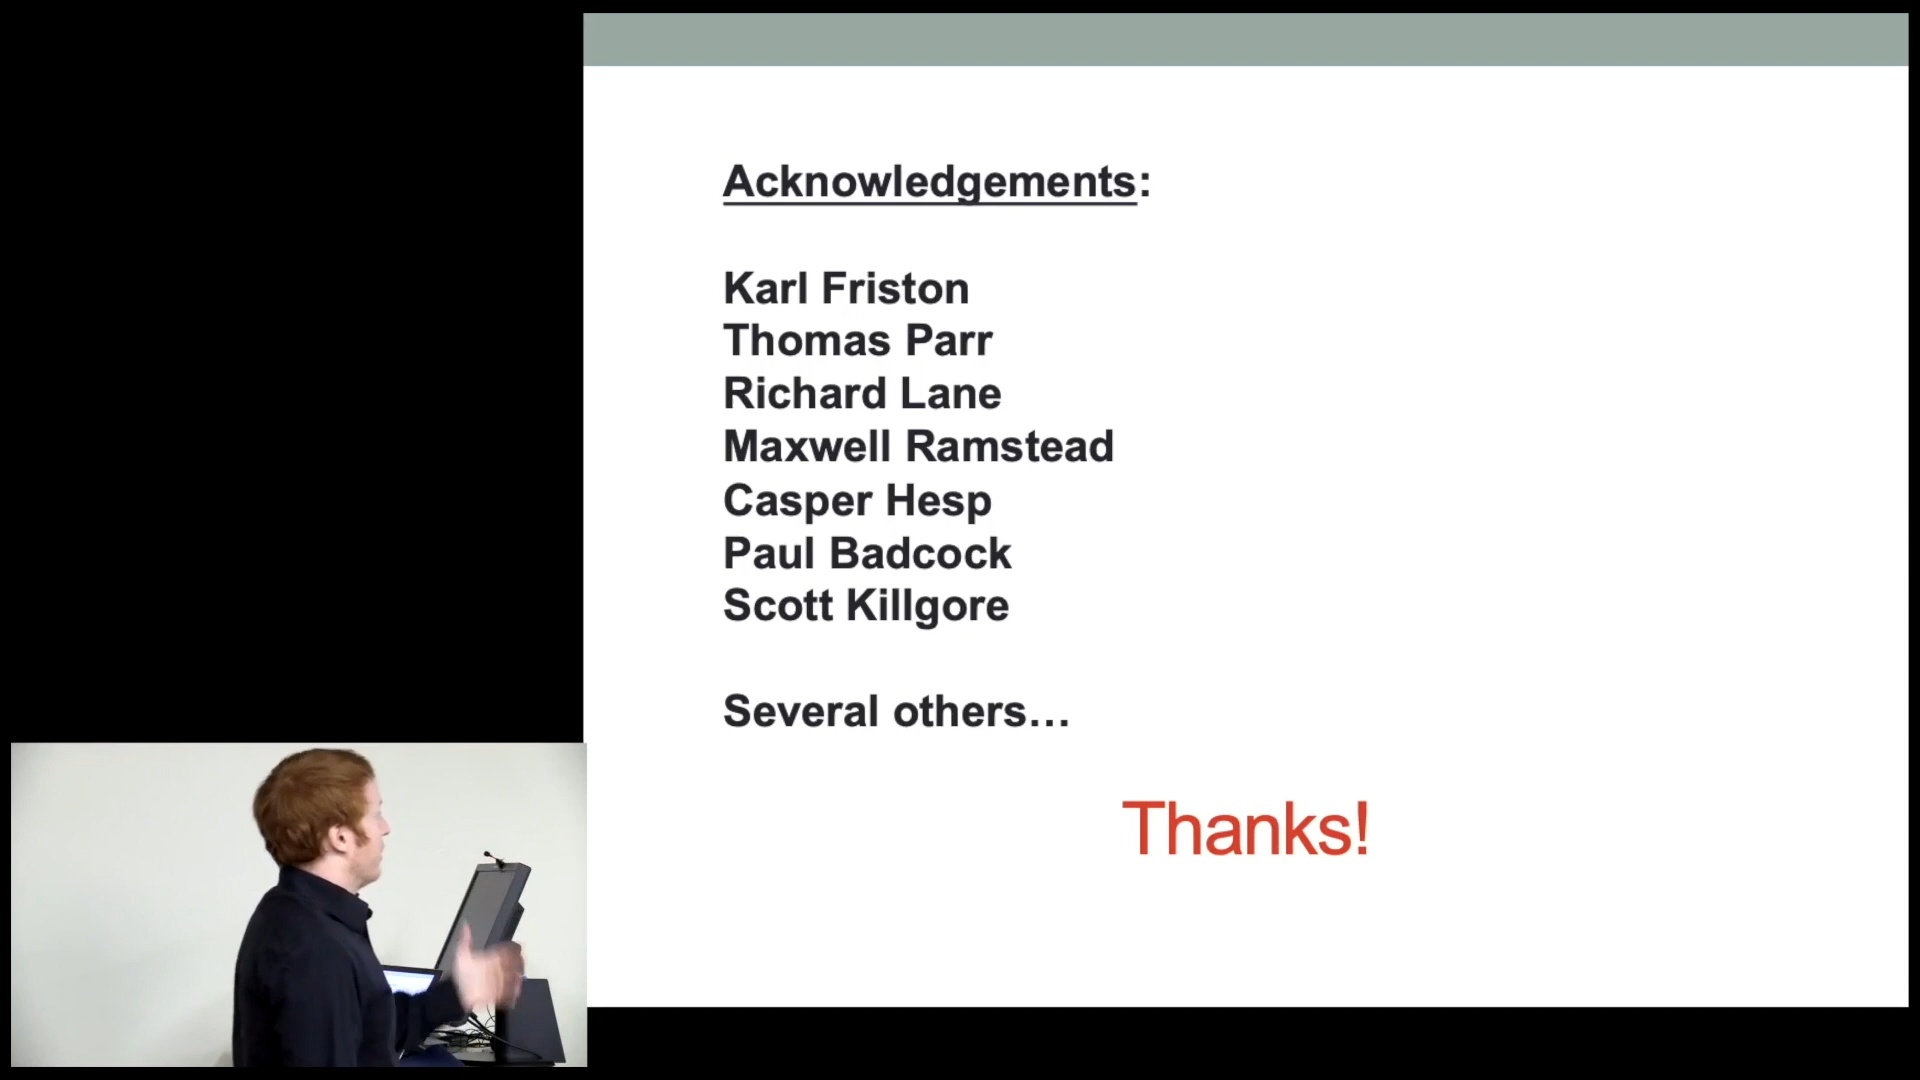 Acknowledgements:
Karl Friston
Thomas Parr
Richard Lane
Maxwell Ramstead
Casper Hesp
Paul Badcock
Scott Killgore
Several others…
Thanks!